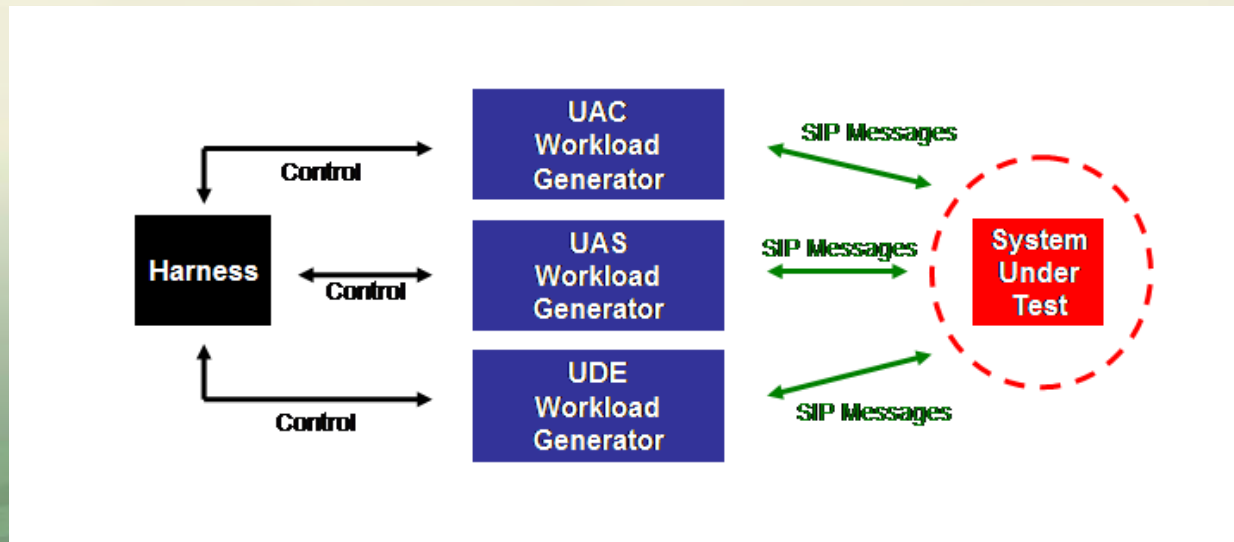 UAC
Workload
Generator
SIP Messages
Control
Harness
Control
UAS
Workload
Generator
SIP Messages
System
Under
Test
UDE
Workload
Generator
Control
SIP Messages